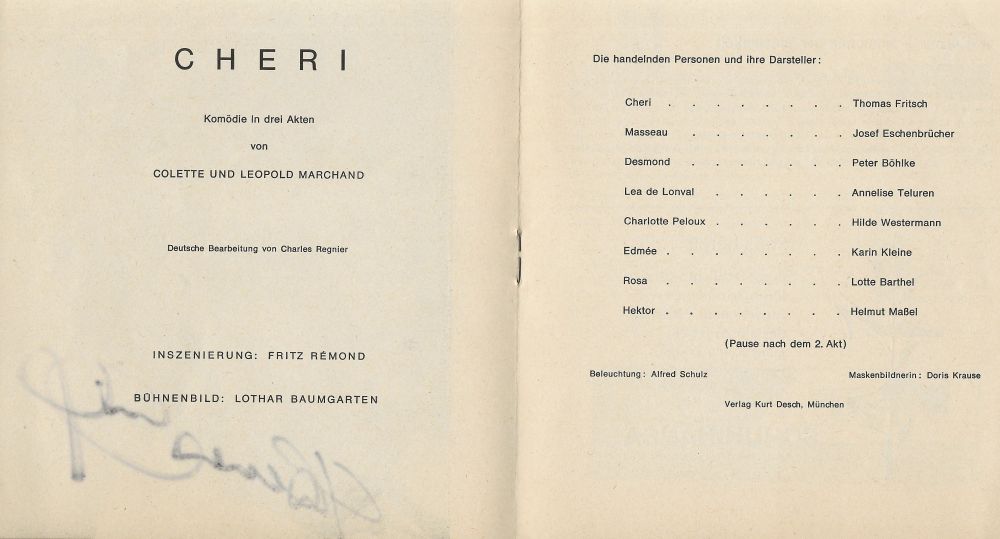 CHERI
Komödie in drei Akten
von
COLETTE UND LEOPOLD MARCHAND
Deutsche Bearbeitung von Charles Regnier
INSZENIERUNG: FRITZ RÉMOND
BÜHNENBILD: LOTHAR BAUMGARTEN
Die handelnden Personen und ihre Darsteller:
Cheri . . . . . . . . Thomas Fritsch
Masseau . . . . . . Josef Eschenbrücher
Desmond . . . . . . Peter Böhlke
Lea de Lonval . . . . . Annelise Teluren
Charlotte Peloux . . . . . Hilde Westermann
Edmée . . . . . . . Karin Kleine
Rosa . . . . . . . Lotte Barthel
Hektor . . . . . . . . Helmut Maßel
(Pause nach dem 2. Akt)
Beleuchtung: Alfred Schulz Maskenbildnerin: Doris Krause
Verlag Kurt Desch, München